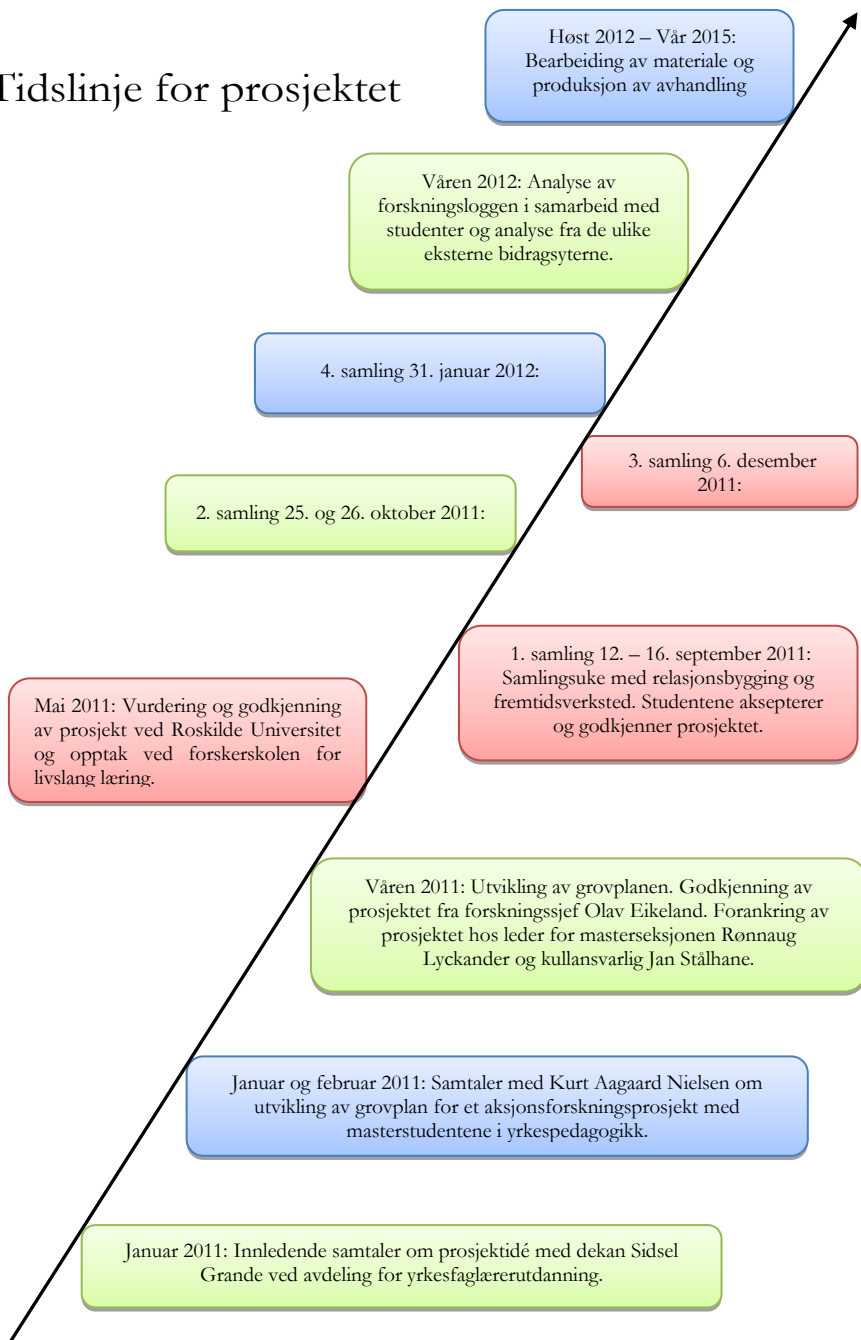 Høst 2012 – Vår 2015:
Bearbeiding av materiale og
produksjon av avhandling
Tidslinje for prosjektet
Våren 2012: Analyse av
forskningsloggen i samarbeid med
studenter og analyse fra de ulike
eksterne bidragsyterne.
4. samling 31. januar 2012:
3. samling 6. desember
2011:
2. samling 25. og 26. oktober 2011:
1. samling 12. – 16. september 2011:
Samlingsuke med relasjonsbygging og
fremtidsverksted. Studentene aksepterer
og godkjenner prosjektet.
Mai 2011: Vurdering og godkjenning
av prosjekt ved Roskilde Universitet
og opptak ved forskerskolen for
livslang læring.
Våren 2011: Utvikling av grovplanen. Godkjenning av
prosjektet fra forskningssjef Olav Eikeland. Forankring av
prosjektet hos leder for masterseksjonen Rønnaug
Lyckander og kullansvarlig Jan Stålhane.
Januar og februar 2011: Samtaler med Kurt Aagaard Nielsen om
utvikling av grovplan for et aksjonsforskningsprosjekt med
masterstudentene i yrkespedagogikk.
Januar 2011: Innledende samtaler om prosjektidé med dekan Sidsel
Grande ved avdeling for yrkesfaglærerutdanning.